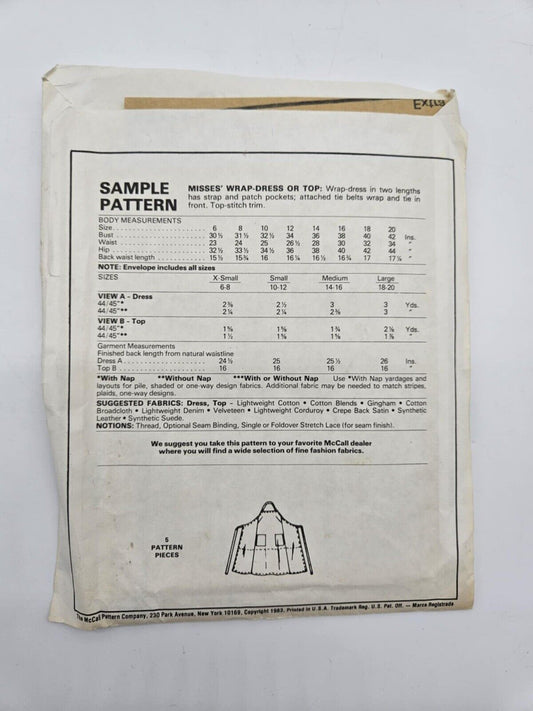 Extra
SAMPLE PATTERN
MISSES' WRAP-DRESS OR TOP: Wrap-dress in two lengths
has strap and patch pockets; attached tie belts wrap and tie in
front. Top-stitch trim.
BODY MEASUREMENTS
Size 6 8 10 12 14 16 18 20
Bust 30½ 31½ 32½ 34 36 38 40 42 Ins.
Waist 23 24 25 26½ 28 30 32 34 "
Hip 32½ 33½ 34½ 36 38 40 42 44 "
Back waist length 15½ 15¾ 16 16¼ 16½ 16¾ 17 17¼ "
NOTE: Envelope includes all sizes
SIZES X-Small Small Medium Large
6-8 10-12 14-16 18-20
VIEW A - Dress
44/45"* 2⅜ 2½ 3 3 Yds.
44/45"** 2¼ 2¼ 2⅜ 3 "
VIEW B - Top
44/45"* 1⅝ 1⅝ 1¾ 2⅛ Yds.
44/45"** 1½ 1⅝ 1⅝ 1⅞ "
Garment Measurements
Finished back length from natural waistline
Dress A 24½ 25 25½ 26 Ins.
Top B 16 16 16 16 "
*With Nap **Without Nap ***With or Without Nap Use *With Nap yardages and
layouts for pile, shaded or one-way design fabrics. Additional fabric may be needed to match stripes,
plaids, one-way designs.
SUGGESTED FABRICS: Dress, Top - Lightweight Cotton • Cotton Blends • Gingham • Cotton
Broadcloth • Lightweight Denim • Velveteen • Lightweight Corduroy • Crepe Back Satin • Synthetic
Leather • Synthetic Suede.
NOTIONS: Thread, Optional Seam Binding, Single or Foldover Stretch Lace (for seam finish).
We suggest you take this pattern to your favorite McCall dealer
where you will find a wide selection of fine fashion fabrics.
5
PATTERN
PIECES
The McCall Pattern Company, 230 Park Avenue, New York 10169, Copyright 1983, Printed in U.S.A. Trademark Reg. U.S. Pat. Off. — Marca Registrada